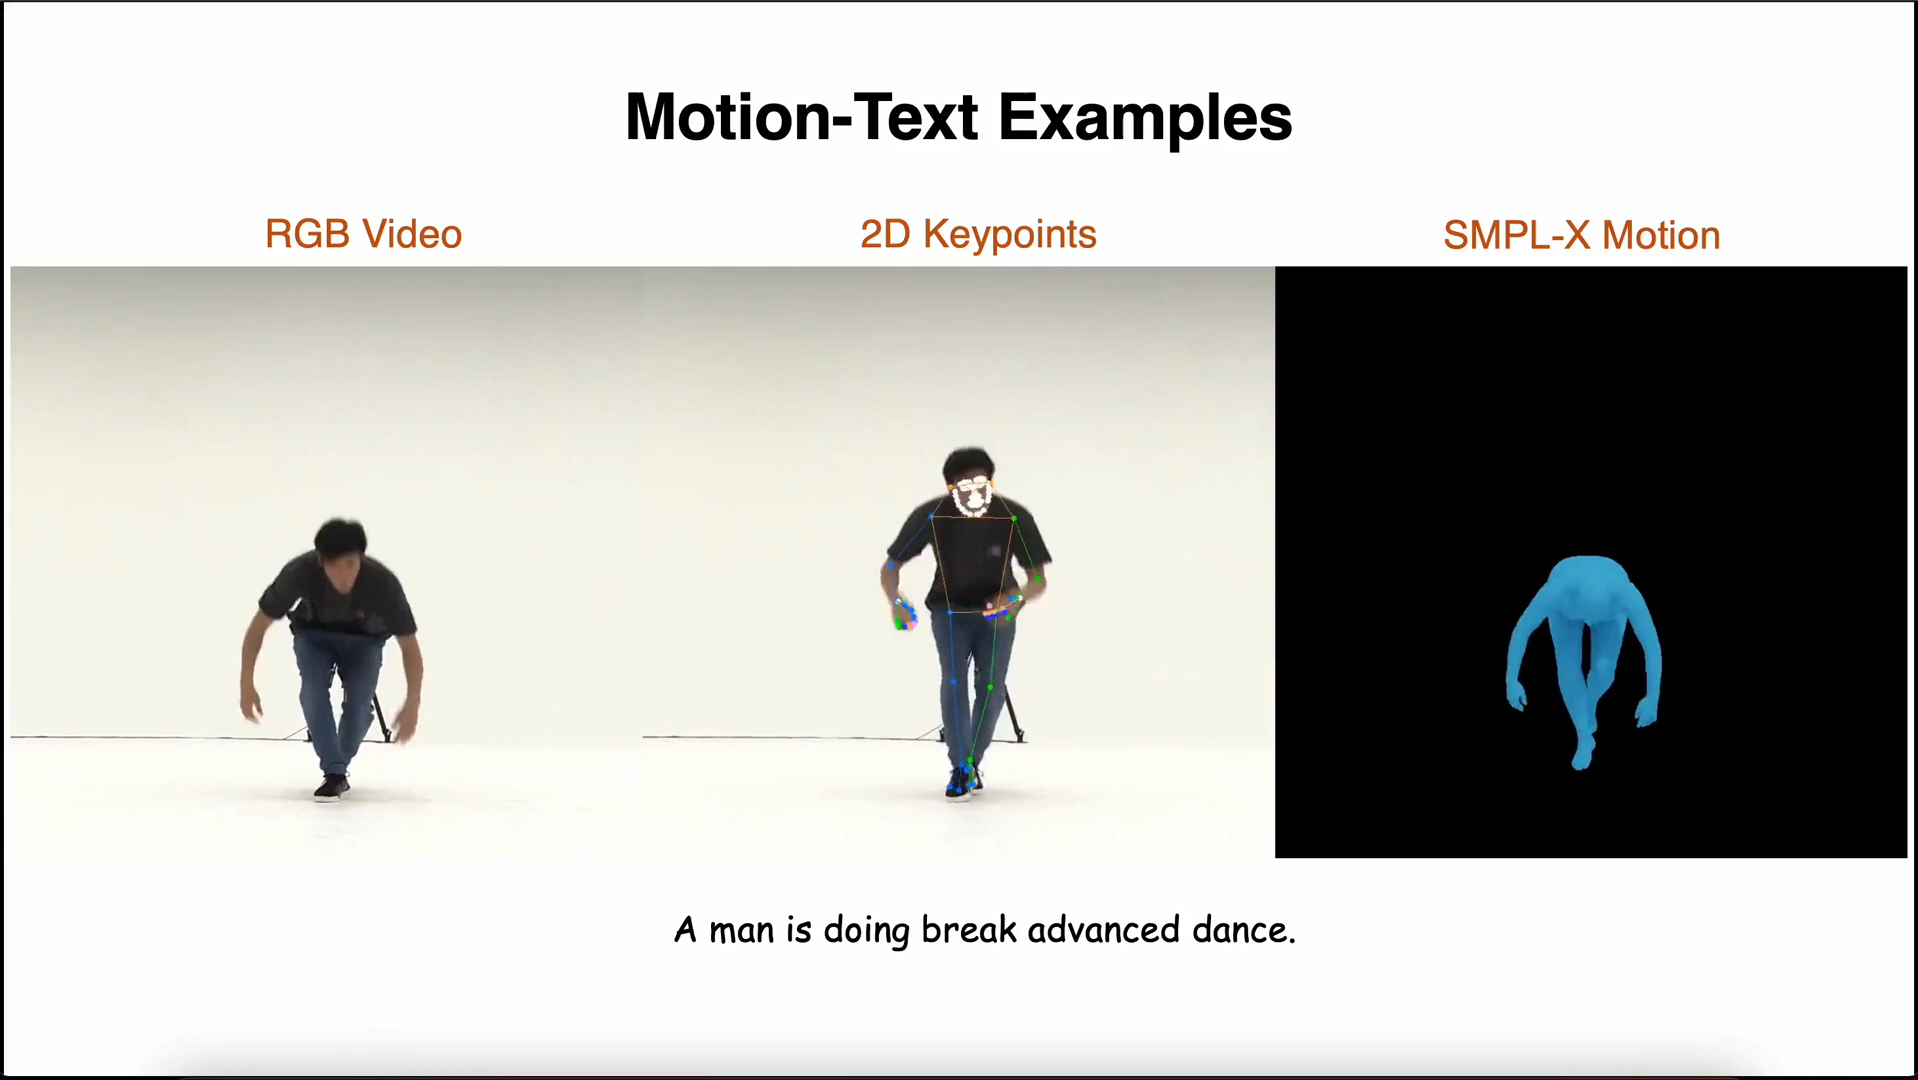 Motion-Text Examples
RGB Video
2D Keypoints
SMPL-X Motion
A man is doing break advanced dance.